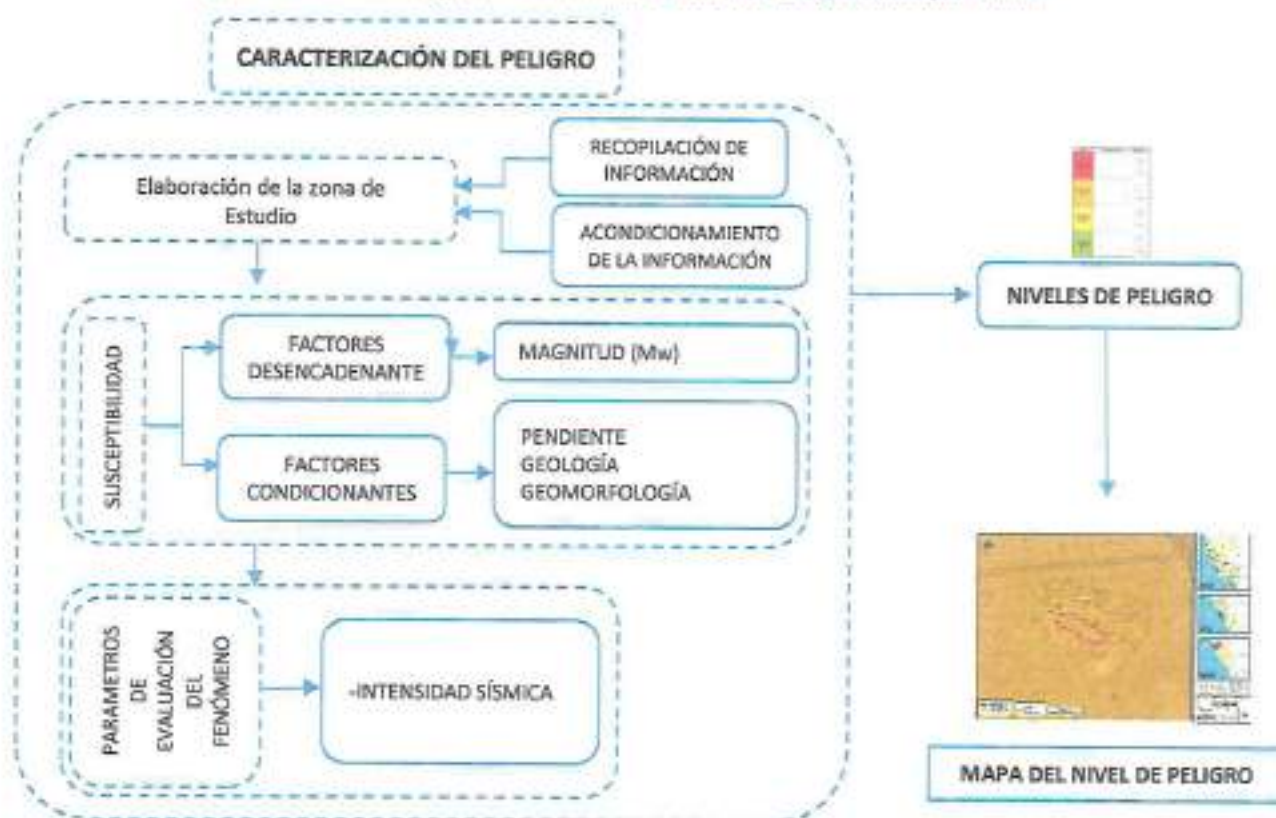 CARACTERIZACIÓN DEL PELIGRO
Elaboración de la zona de
Estudio
RECOPILACIÓN DE
INFORMACIÓN
ACONDICIONAMIENTO
DE LA INFORMACIÓN
SUSCEPTIBILIDAD
FACTORES
DESENCADENANTE
MAGNITUD (Mw)
FACTORES
CONDICIONANTES
PENDIENTE
GEOLOGÍA
GEOMORFOLOGÍA
PARAMETROS
DE
EVALUACIÓN
DEL
FENÓMENO
-INTENSIDAD SÍSMICA
NIVELES DE PELIGRO
MAPA DEL NIVEL DE PELIGRO